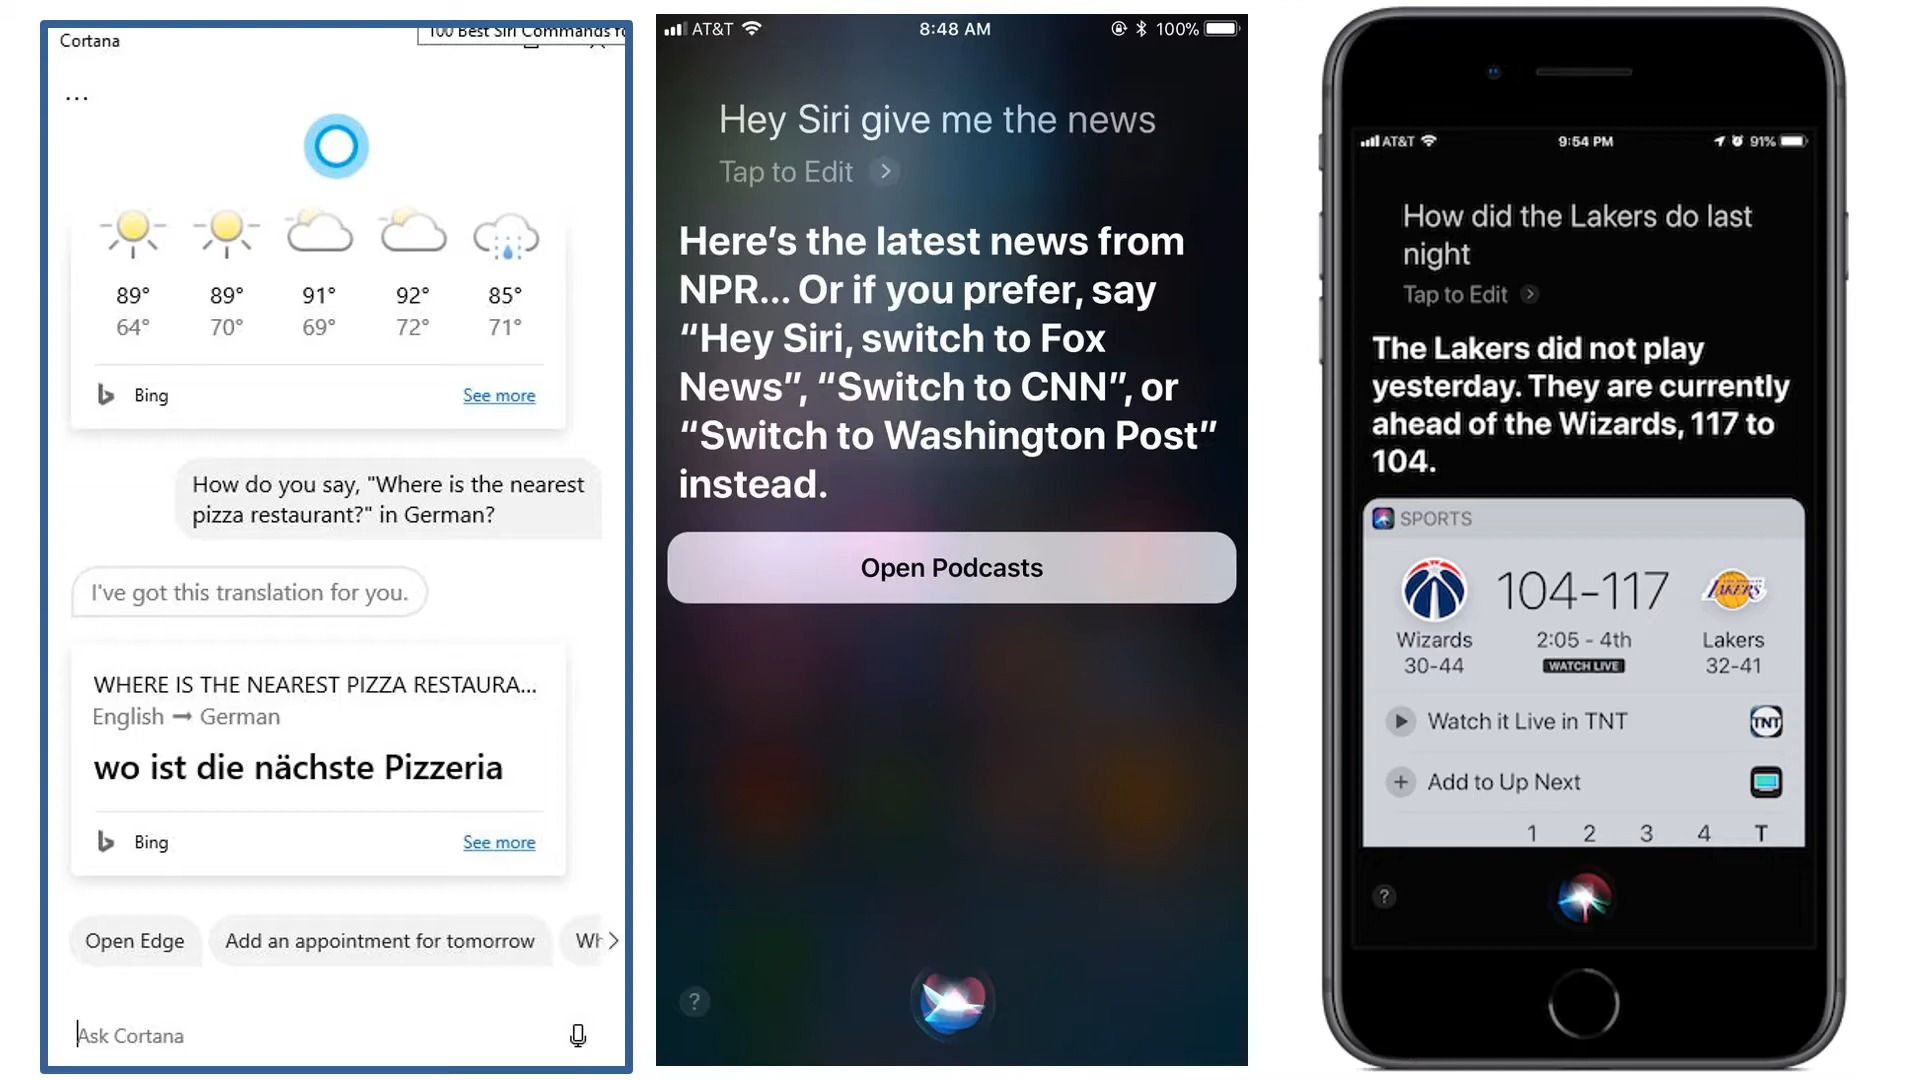 Cortana
100 Best Siri Commands fo
...
89° 89° 91° 92° 85°
64° 70° 69° 72° 71°
Bing See more
How do you say, "Where is the nearest
pizza restaurant?" in German?
I've got this translation for you.
WHERE IS THE NEAREST PIZZA RESTAURA...
English → German
wo ist die nächste Pizzeria
Bing See more
Open Edge Add an appointment for tomorrow Wh
Ask Cortana
AT&T 8:48 AM 100%
Hey Siri give me the news
Tap to Edit
Here’s the latest news from
NPR... Or if you prefer, say
“Hey Siri, switch to Fox
News”, “Switch to CNN”, or
“Switch to Washington Post”
instead.
Open Podcasts
?
AT&T 9:54 PM 91%
How did the Lakers do last
night
Tap to Edit
The Lakers did not play
yesterday. They are currently
ahead of the Wizards, 117 to
104.
SPORTS
104-117
LAKERS
Wizards 2:05 - 4th Lakers
30-44 WATCH LIVE 32-41
Watch it Live in TNT TNT
+ Add to Up Next
1 2 3 4 T
?